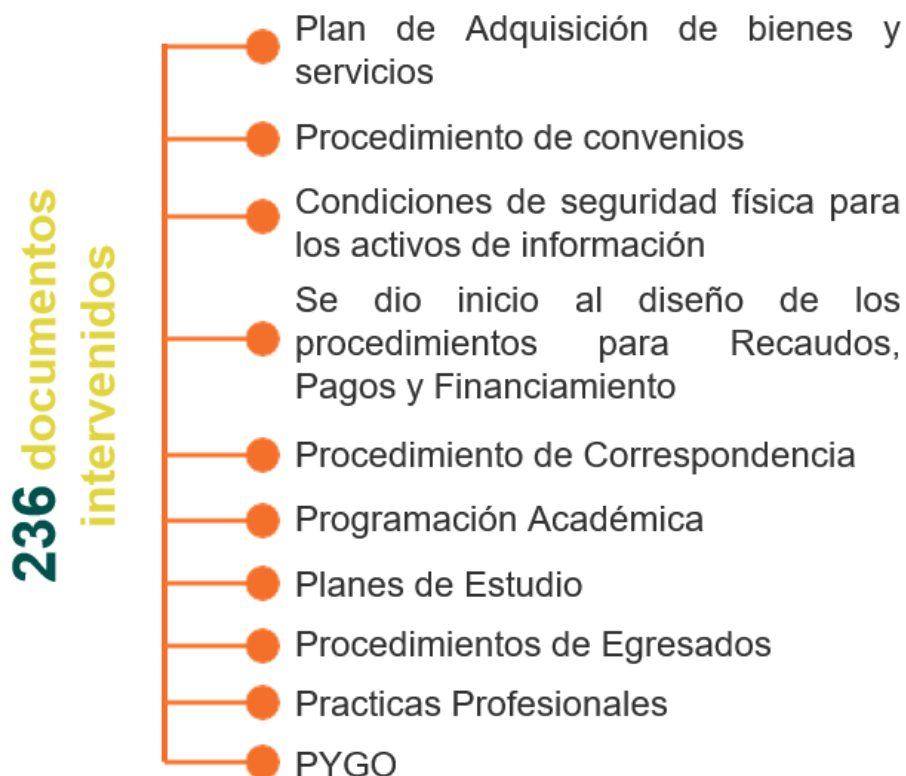 236 documentos
intervenidos
Plan de Adquisición de bienes y
servicios
Procedimiento de convenios
Condiciones de seguridad física para
los activos de información
Se dio inicio al diseño de los
procedimientos para Recaudos,
Pagos y Financiamiento
Procedimiento de Correspondencia
Programación Académica
Planes de Estudio
Procedimientos de Egresados
Practicas Profesionales
PYGO